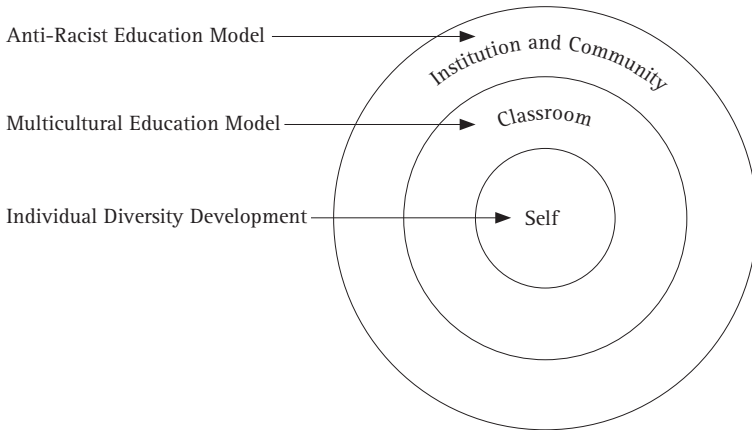 Anti-Racist Education Model
Institution and Community
Multicultural Education Model
Classroom
Individual Diversity Development
Self